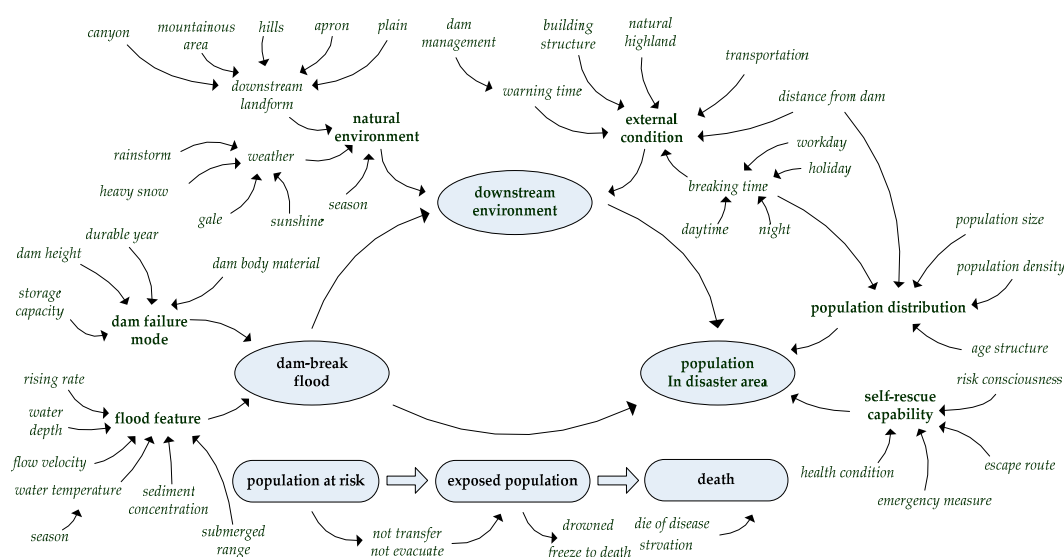 canyon
mountainous
area
hills
apron
plain
downstream
landform
natural
environment
rainstorm
weather
heavy snow
gale
sunshine
season
dam
management
building
structure
natural
highland
transportation
warning time
distance from dam
external
condition
workday
holiday
breaking time
daytime
night
downstream
environment
durable year
dam height
dam body material
storage
capacity
dam failure
mode
population size
population density
population distribution
age structure
dam-break
flood
population
In disaster area
rising rate
water
depth
flood feature
flow velocity
water temperature
season
sediment
concentration
submerged
range
risk consciousness
self-rescue
capability
health condition
escape route
emergency measure
population at risk
exposed population
death
not transfer
not evacuate
drowned
freeze to death
die of disease
strvation